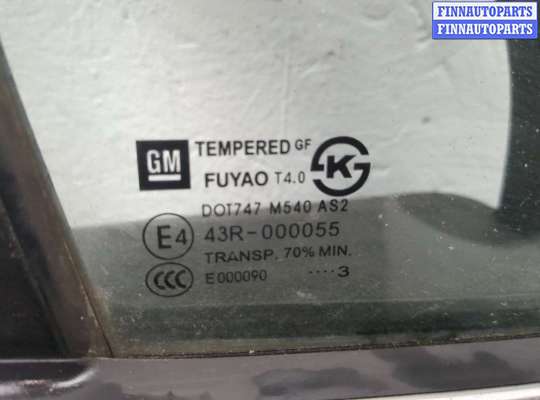 FINNAUTOPARTS
FINNAUTOPARTS
GM TEMPERED GF
FUYAO T4.0
KS
DOT747 M540 AS2
E4 43R-000055
TRANSP. 70% MIN.
CCC E000090 ....3